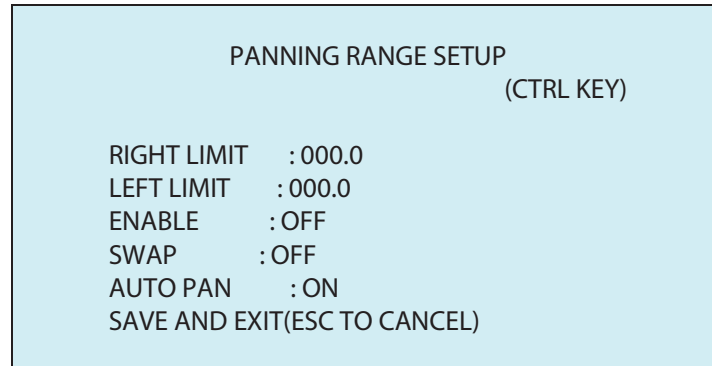 PANNING RANGE SETUP
(CTRL KEY)
RIGHT LIMIT : 000.0
LEFT LIMIT : 000.0
ENABLE : OFF
SWAP : OFF
AUTO PAN : ON
SAVE AND EXIT(ESC TO CANCEL)